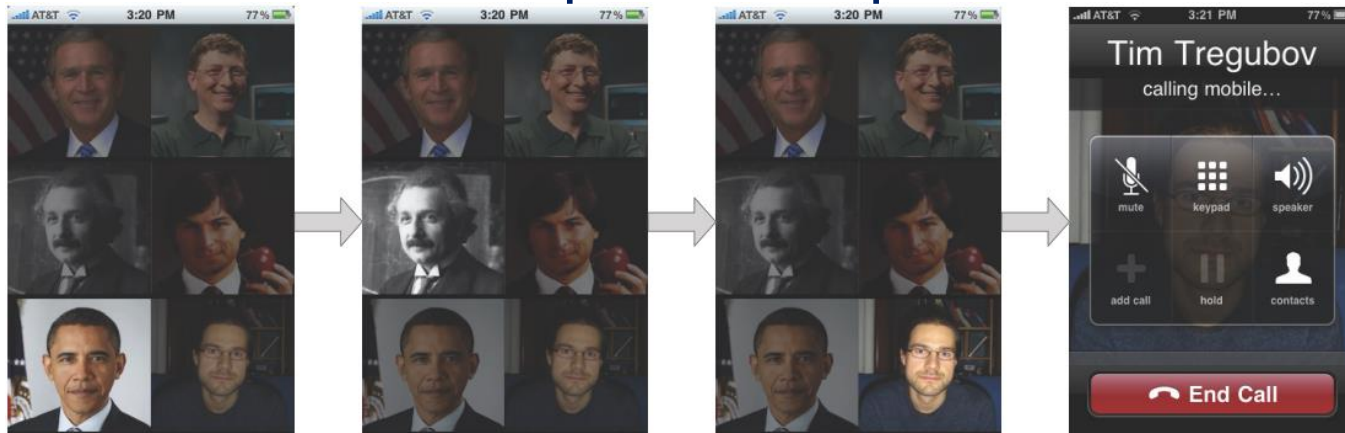 AT&T 3:20 PM 77%
AT&T 3:20 PM 77%
AT&T 3:20 PM 77%
AT&T 3:21 PM 77%
Tim Tregubov
calling mobile...
mute keypad speaker
add call hold contacts
End Call